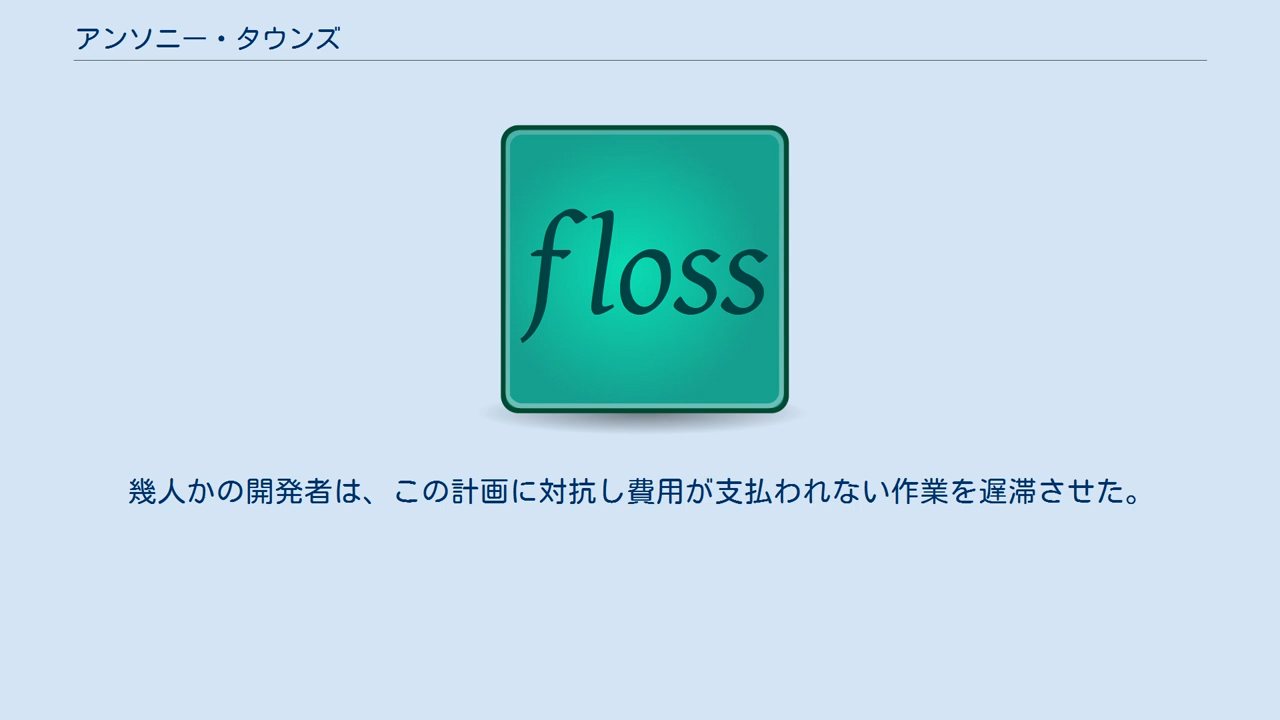 アンソニー・タウンズ
floss
幾人かの開発者は、この計画に対抗し費用が支払われない作業を遅滞させた。